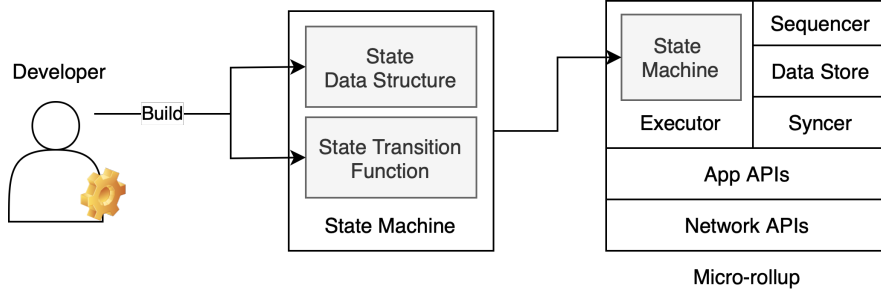 Developer
Build
State
Data Structure
State Transition
Function
State Machine
State
Machine
Executor
Sequencer
Data Store
Syncer
App APIs
Network APIs
Micro-rollup